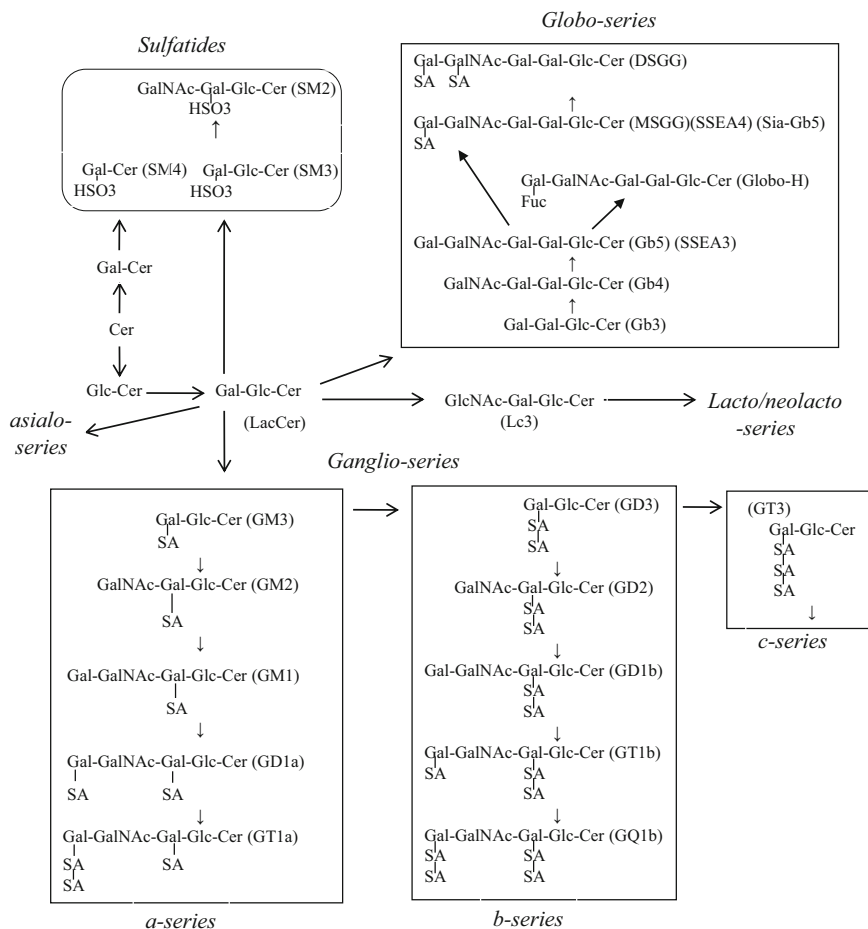 Sulfatides
GalNAc-Gal-Glc-Cer (SM2)
HSO3
↑
Gal-Cer (SM4)
HSO3
Gal-Glc-Cer (SM3)
HSO3
Gal-Cer
Cer
Glc-Cer
Gal-Glc-Cer
(LacCer)
asialo-
series
Globo-series
Gal-GalNAc-Gal-Gal-Glc-Cer (DSGG)
SA SA
↑
Gal-GalNAc-Gal-Gal-Glc-Cer (MSGG)(SSEA4) (Sia-Gb5)
SA
Gal-GalNAc-Gal-Gal-Glc-Cer (Globo-H)
Fuc
Gal-GalNAc-Gal-Gal-Glc-Cer (Gb5) (SSEA3)
↑
GalNAc-Gal-Gal-Glc-Cer (Gb4)
↑
Gal-Gal-Glc-Cer (Gb3)
GlcNAc-Gal-Glc-Cer
(Lc3)
Lacto/neolacto
-series
Ganglio-series
Gal-Glc-Cer (GM3)
SA
↓
GalNAc-Gal-Glc-Cer (GM2)
SA
↓
Gal-GalNAc-Gal-Glc-Cer (GM1)
SA
↓
Gal-GalNAc-Gal-Glc-Cer (GD1a)
SA SA
↓
Gal-GalNAc-Gal-Glc-Cer (GT1a)
SA SA
SA
a-series
Gal-Glc-Cer (GD3)
SA
SA
↓
GalNAc-Gal-Glc-Cer (GD2)
SA
SA
↓
Gal-GalNAc-Gal-Glc-Cer (GD1b)
SA
SA
↓
Gal-GalNAc-Gal-Glc-Cer (GT1b)
SA SA
SA
↓
Gal-GalNAc-Gal-Glc-Cer (GQ1b)
SA SA
SA SA
b-series
(GT3)
Gal-Glc-Cer
SA
SA
SA
↓
c-series